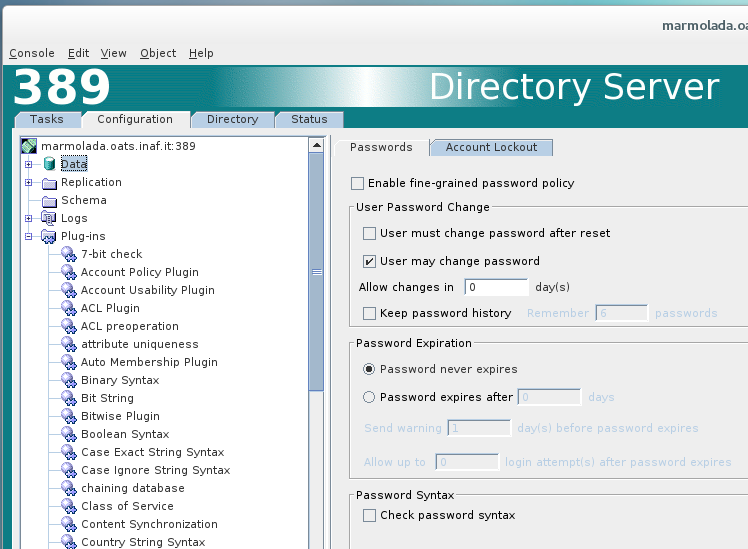 marmolada.oa
Console Edit View Object Help
389
Directory Server
Tasks Configuration Directory Status
marmolada.oats.inaf.it:389
Data
Replication
Schema
Logs
Plug-ins
7-bit check
Account Policy Plugin
Account Usability Plugin
ACL Plugin
ACL preoperation
attribute uniqueness
Auto Membership Plugin
Binary Syntax
Bit String
Bitwise Plugin
Boolean Syntax
Case Exact String Syntax
Case Ignore String Syntax
chaining database
Class of Service
Content Synchronization
Country String Syntax
Passwords Account Lockout
Enable fine-grained password policy
User Password Change
User must change password after reset
User may change password
Allow changes in 0 day(s)
Keep password history Remember 6 passwords
Password Expiration
Password never expires
Password expires after 0 days
Send warning 1 day(s) before password expires
Allow up to 0 login attempt(s) after password expires
Password Syntax
Check password syntax